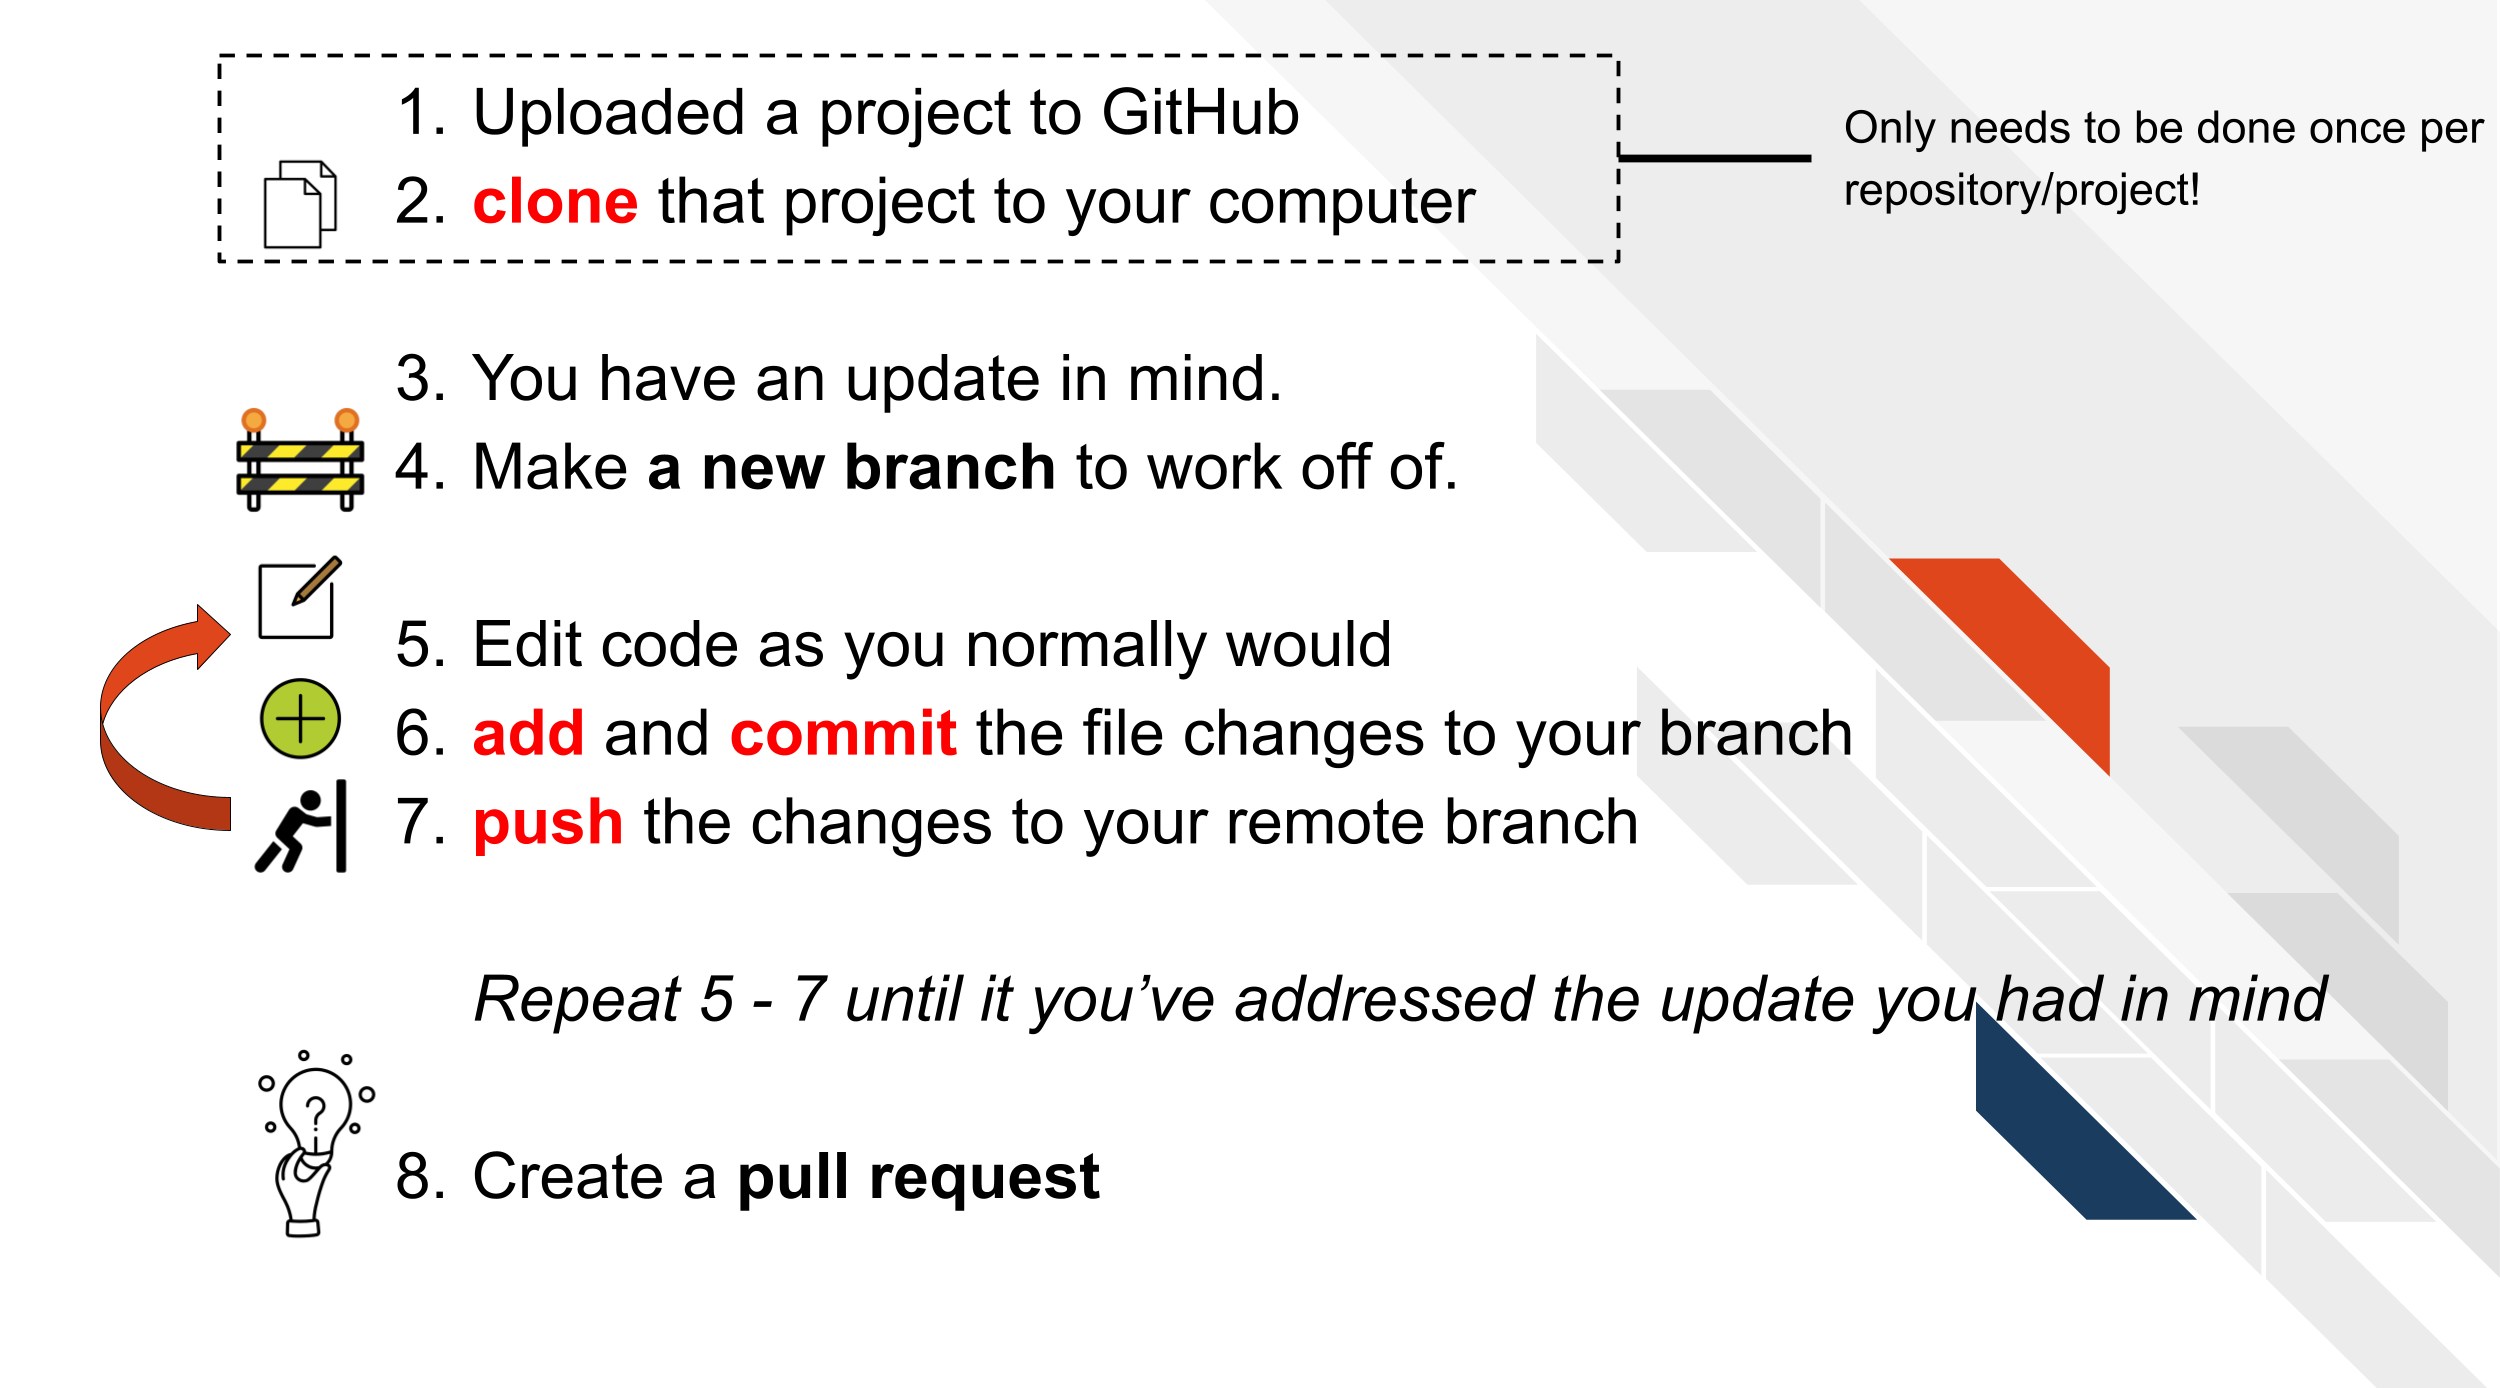 1. Uploaded a project to GitHub
2. clone that project to your computer
Only needs to be done once per
repository/project!
3. You have an update in mind.
4. Make a new branch to work off of.
5. Edit code as you normally would
6. add and commit the file changes to your branch
7. push the changes to your remote branch
Repeat 5 - 7 until it you’ve addressed the update you had in mind
?
8. Create a pull request